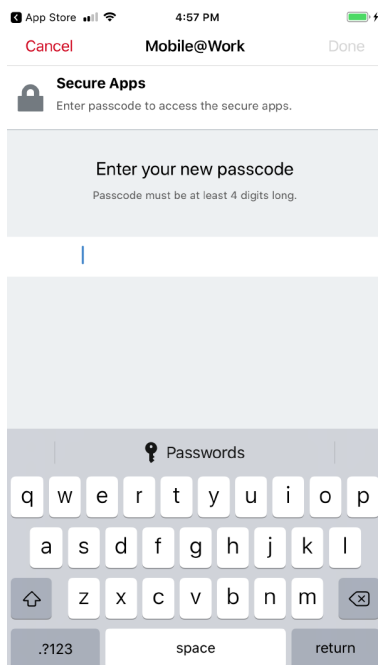 App Store 4:57 PM
Cancel Mobile@Work Done
Secure Apps
Enter passcode to access the secure apps.
Enter your new passcode
Passcode must be at least 4 digits long.
Passwords
q w e r t y u i o p
a s d f g h j k l
z x c v b n m
.?123 space return